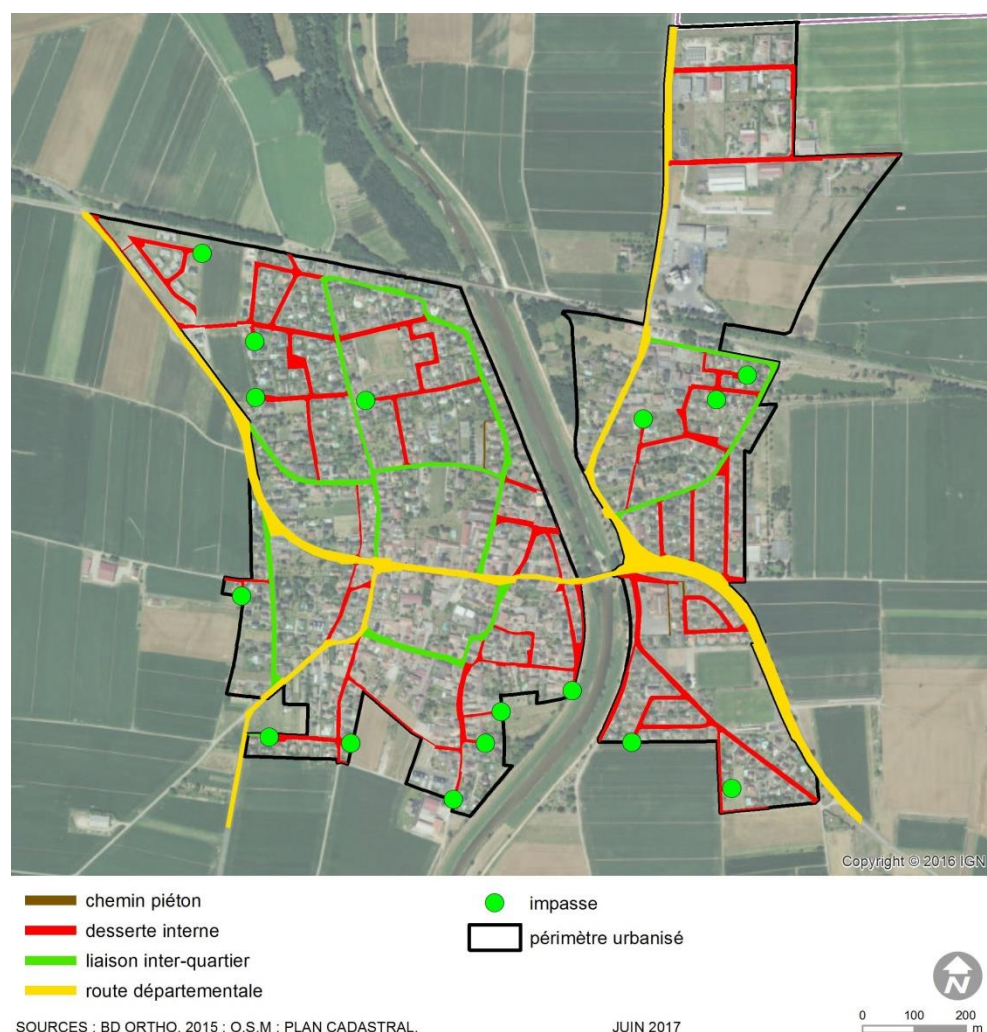 Copyright © 2016 IGN
chemin piéton
desserte interne
liaison inter-quartier
route départementale
impasse
périmètre urbanisé
N
0 100 200
m
SOURCES : BD ORTHO, 2015 ; O.S.M ; PLAN CADASTRAL.
JUIN 2017